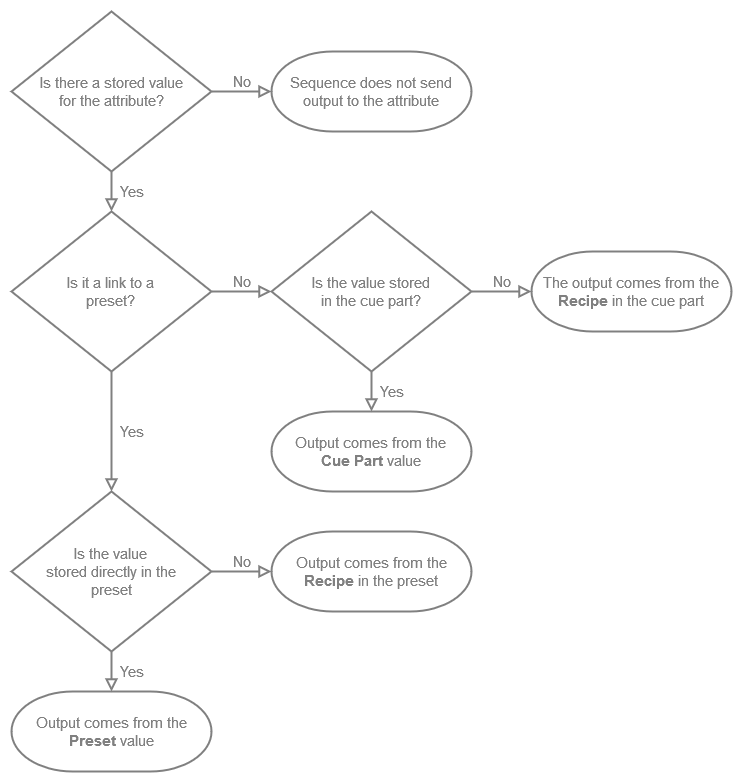 Is there a stored value
for the attribute?
No
Sequence does not send
output to the attribute
Yes
Is it a link to a
preset?
No
Is the value stored
in the cue part?
No
The output comes from the
Recipe in the cue part
Yes
Output comes from the
Cue Part value
Yes
Is the value
stored directly in the
preset
No
Output comes from the
Recipe in the preset
Yes
Output comes from the
Preset value